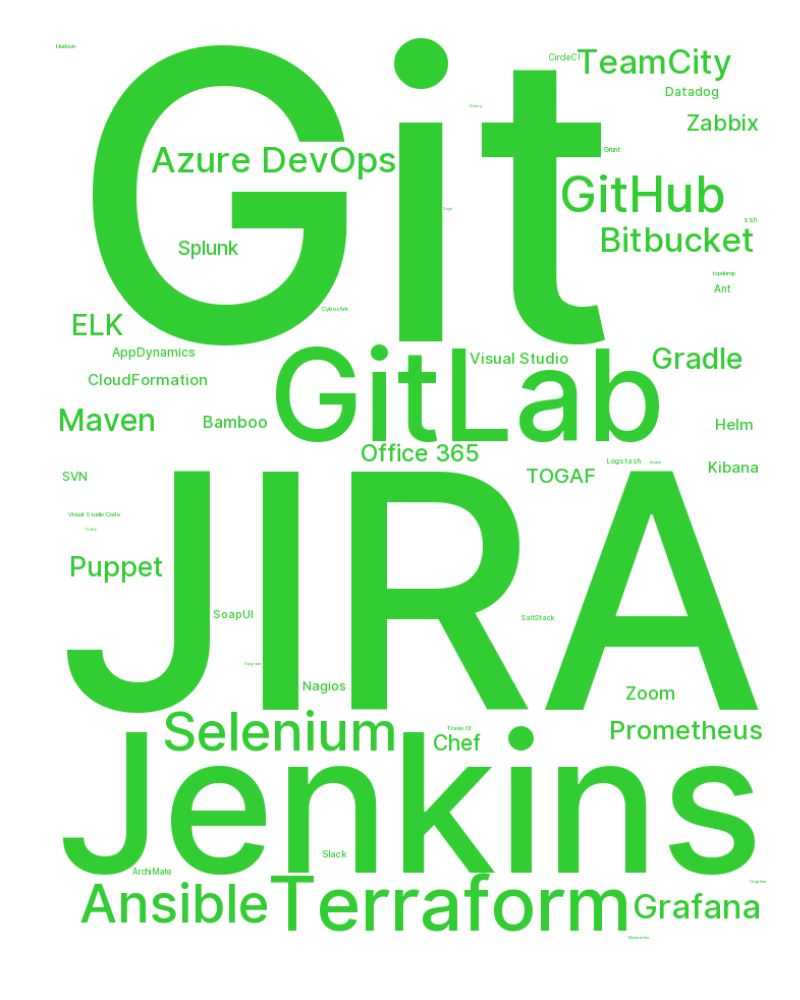 Hudson
Git
CircleCI
TeamCity
Datadog
Zabbix
Grunt
Azure DevOps
GitHub
ssh
Bitbucket
Splunk
tcpdump
Ant
CyberArk
ELK
AppDynamics
GitLab
Visual Studio
Gradle
CloudFormation
Maven
Bamboo
Helm
Office 365
Logstash
Kibana
TOGAF
SVN
JIRA
Visual Studio Code
Puppet
SoapUI
SaltStack
Nagios
Zoom
Selenium
Travis CI
Chef
Prometheus
Jenkins
Slack
ArchiMate
Ansible
Terraform
Grafana